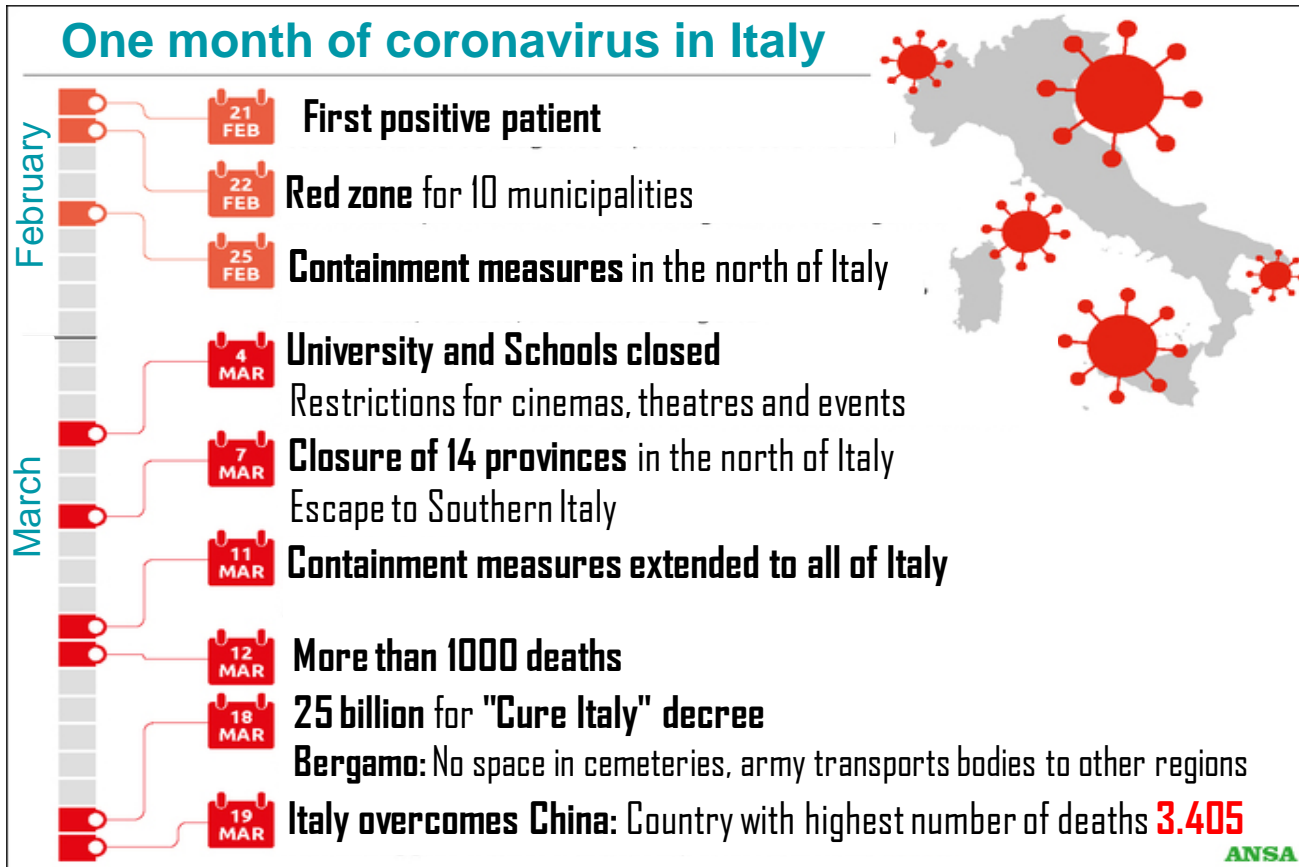 One month of coronavirus in Italy
February
21 FEB
First positive patient
22 FEB
Red zone for 10 municipalities
25 FEB
Containment measures in the north of Italy
March
4 MAR
University and Schools closed
Restrictions for cinemas, theatres and events
7 MAR
Closure of 14 provinces in the north of Italy
Escape to Southern Italy
11 MAR
Containment measures extended to all of Italy
12 MAR
More than 1000 deaths
18 MAR
25 billion for "Cure Italy" decree
Bergamo: No space in cemeteries, army transports bodies to other regions
19 MAR
Italy overcomes China: Country with highest number of deaths 3.405
ANSA